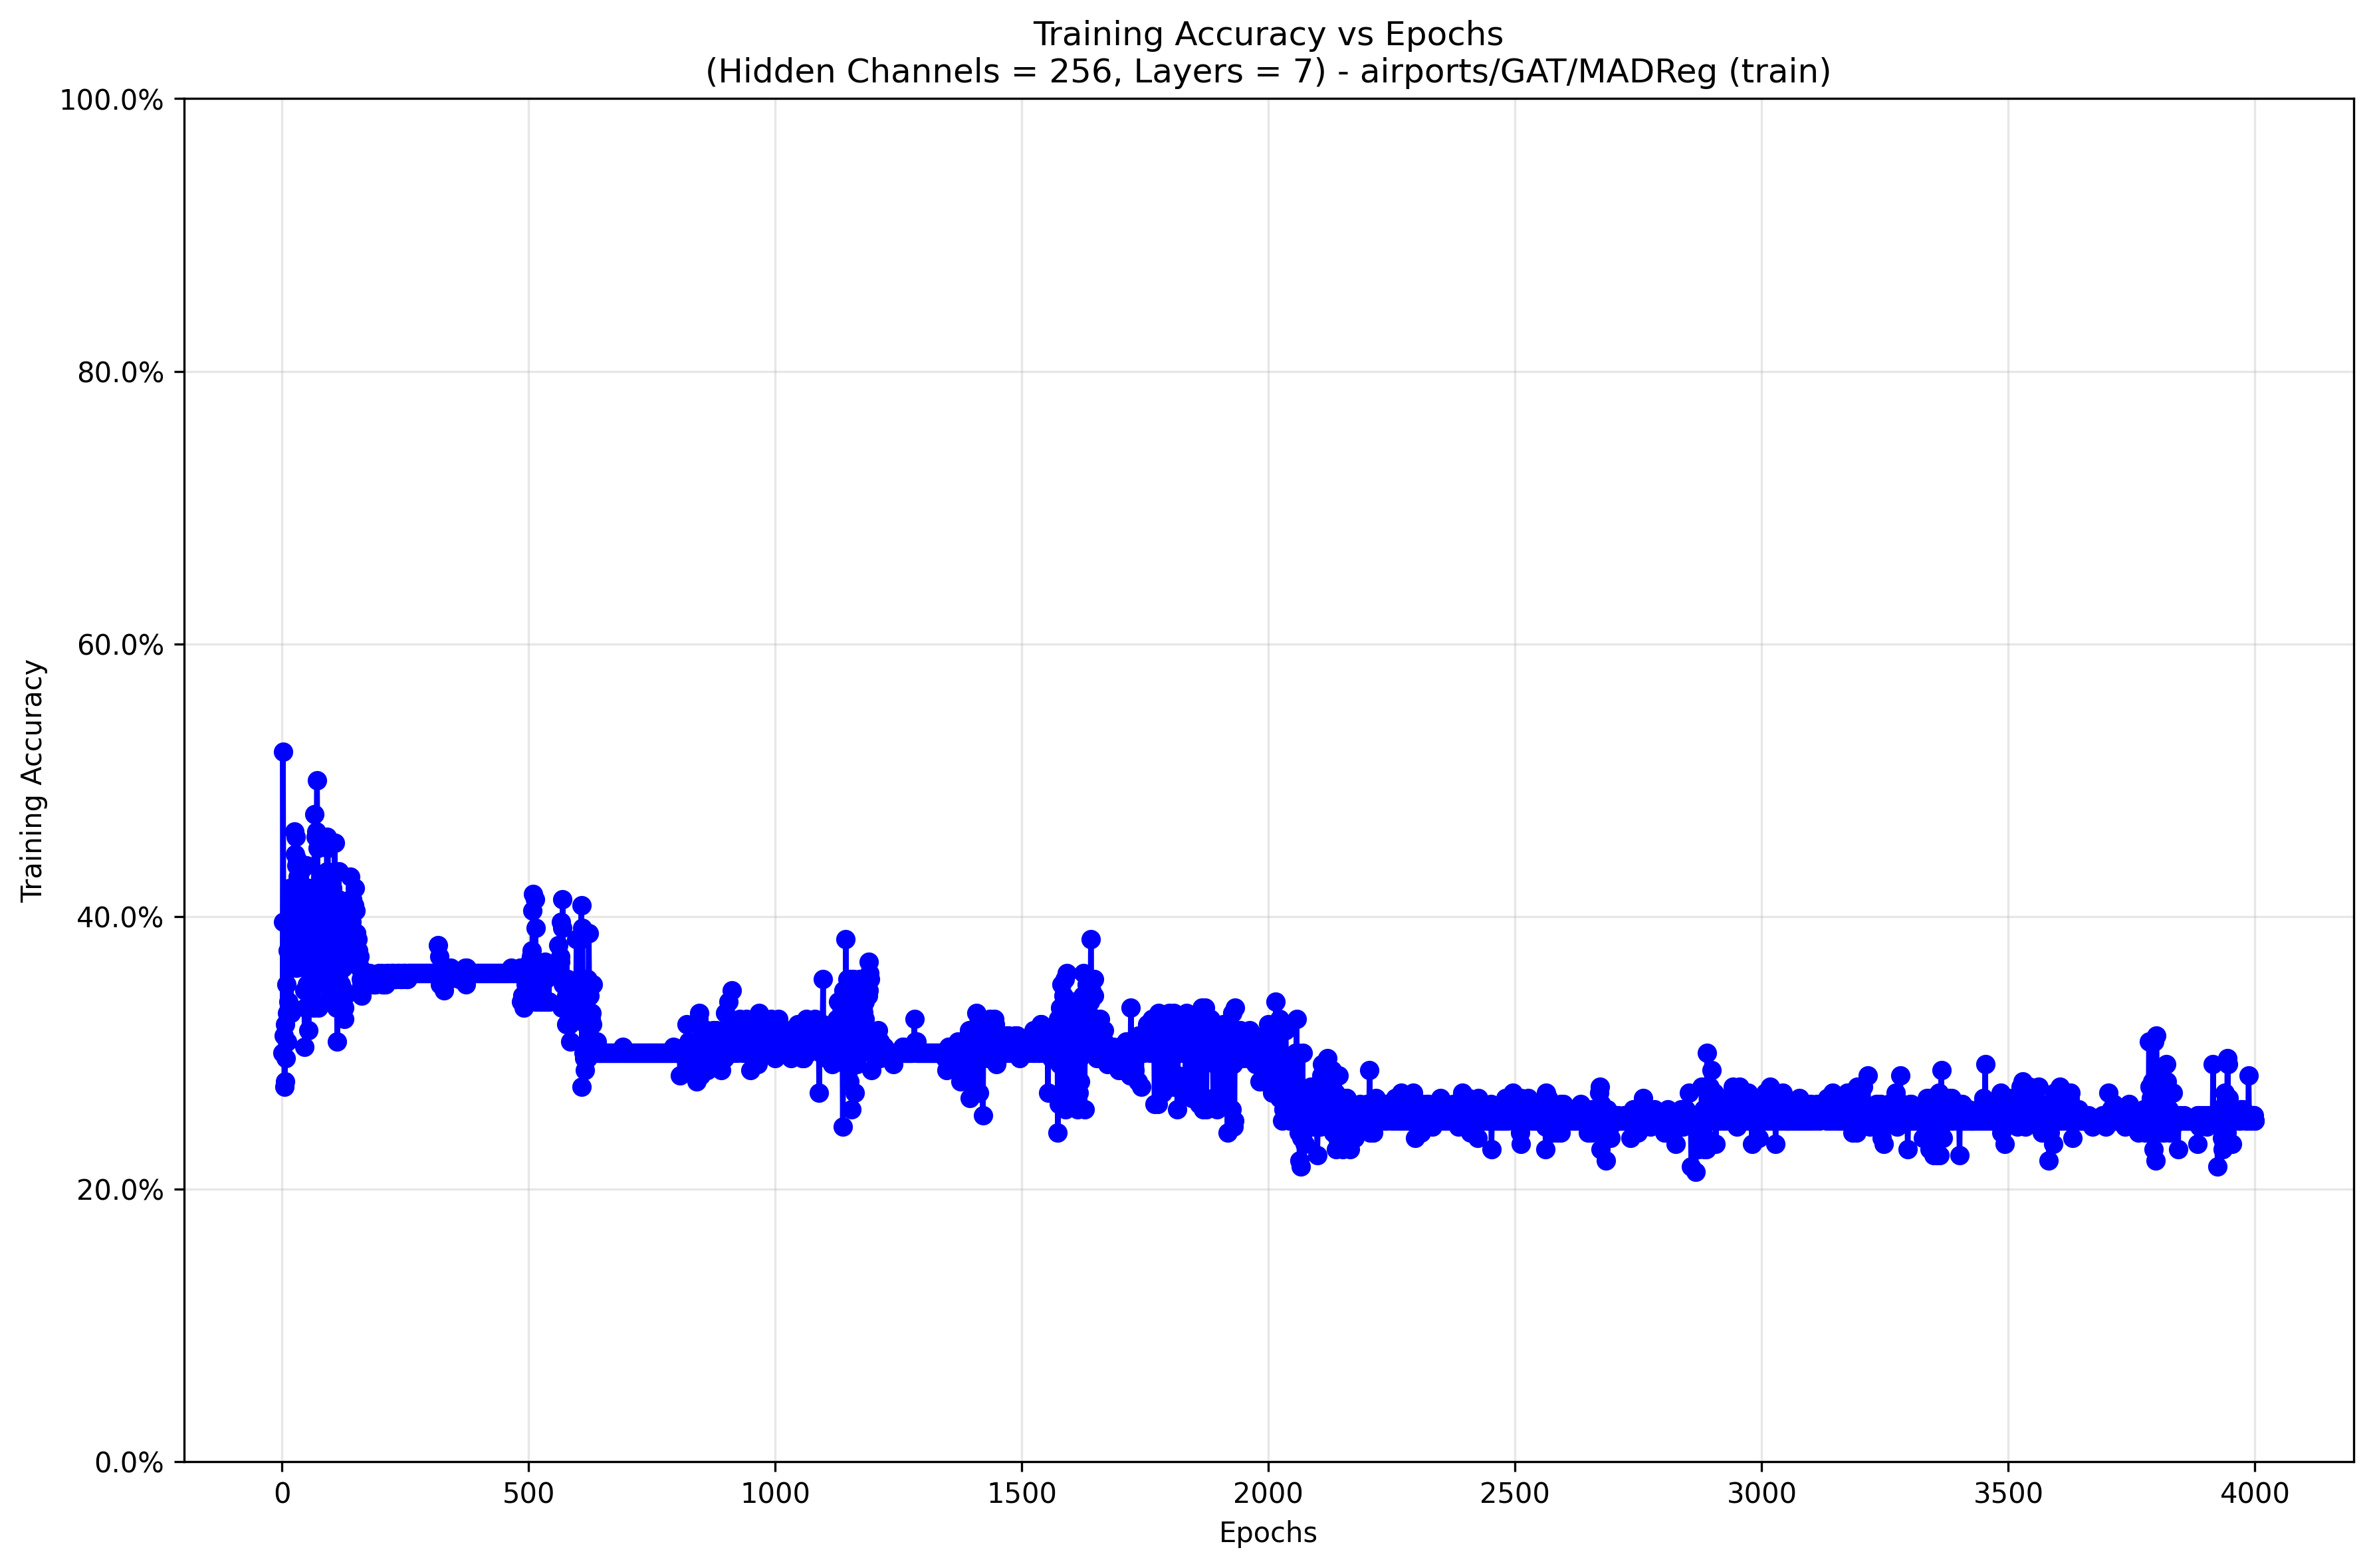 Training Accuracy vs Epochs
(Hidden Channels = 256, Layers = 7) - airports/GAT/MADReg (train)
100.0%
80.0%
60.0%
40.0%
20.0%
0.0%
Training Accuracy
0 500 1000 1500 2000 2500 3000 3500 4000
Epochs